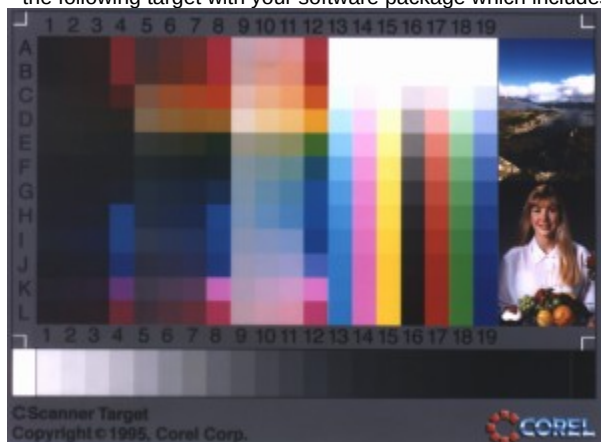 the following target with your software package which includes
1 2 3 4 5 6 7 8 9 10 11 12 13 14 15 16 17 18 19
A
B
C
D
E
F
G
H
I
J
K
L
1 2 3 4 5 6 7 8 9 10 11 12 13 14 15 16 17 18 19
CScanner Target
Copyright © 1995, Corel Corp.
COREL